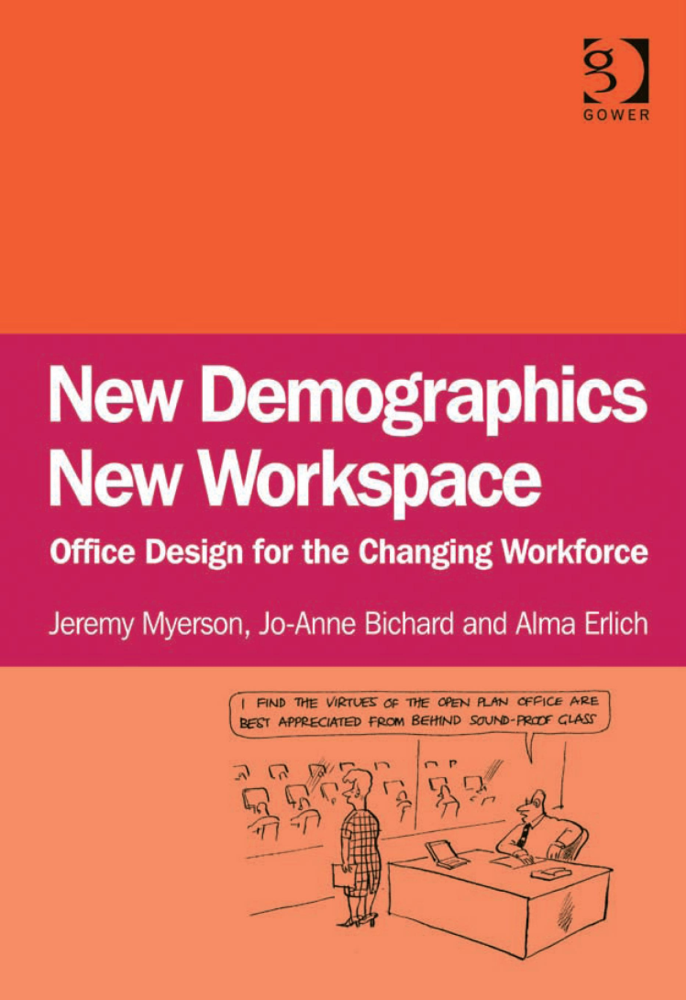 g
GOWER
New Demographics
New Workspace
Office Design for the Changing Workforce
Jeremy Myerson, Jo-Anne Bichard and Alma Erlich
I FIND THE VIRTUES OF THE OPEN PLAN OFFICE ARE
BEST APPRECIATED FROM BEHIND SOUND-PROOF GLASS